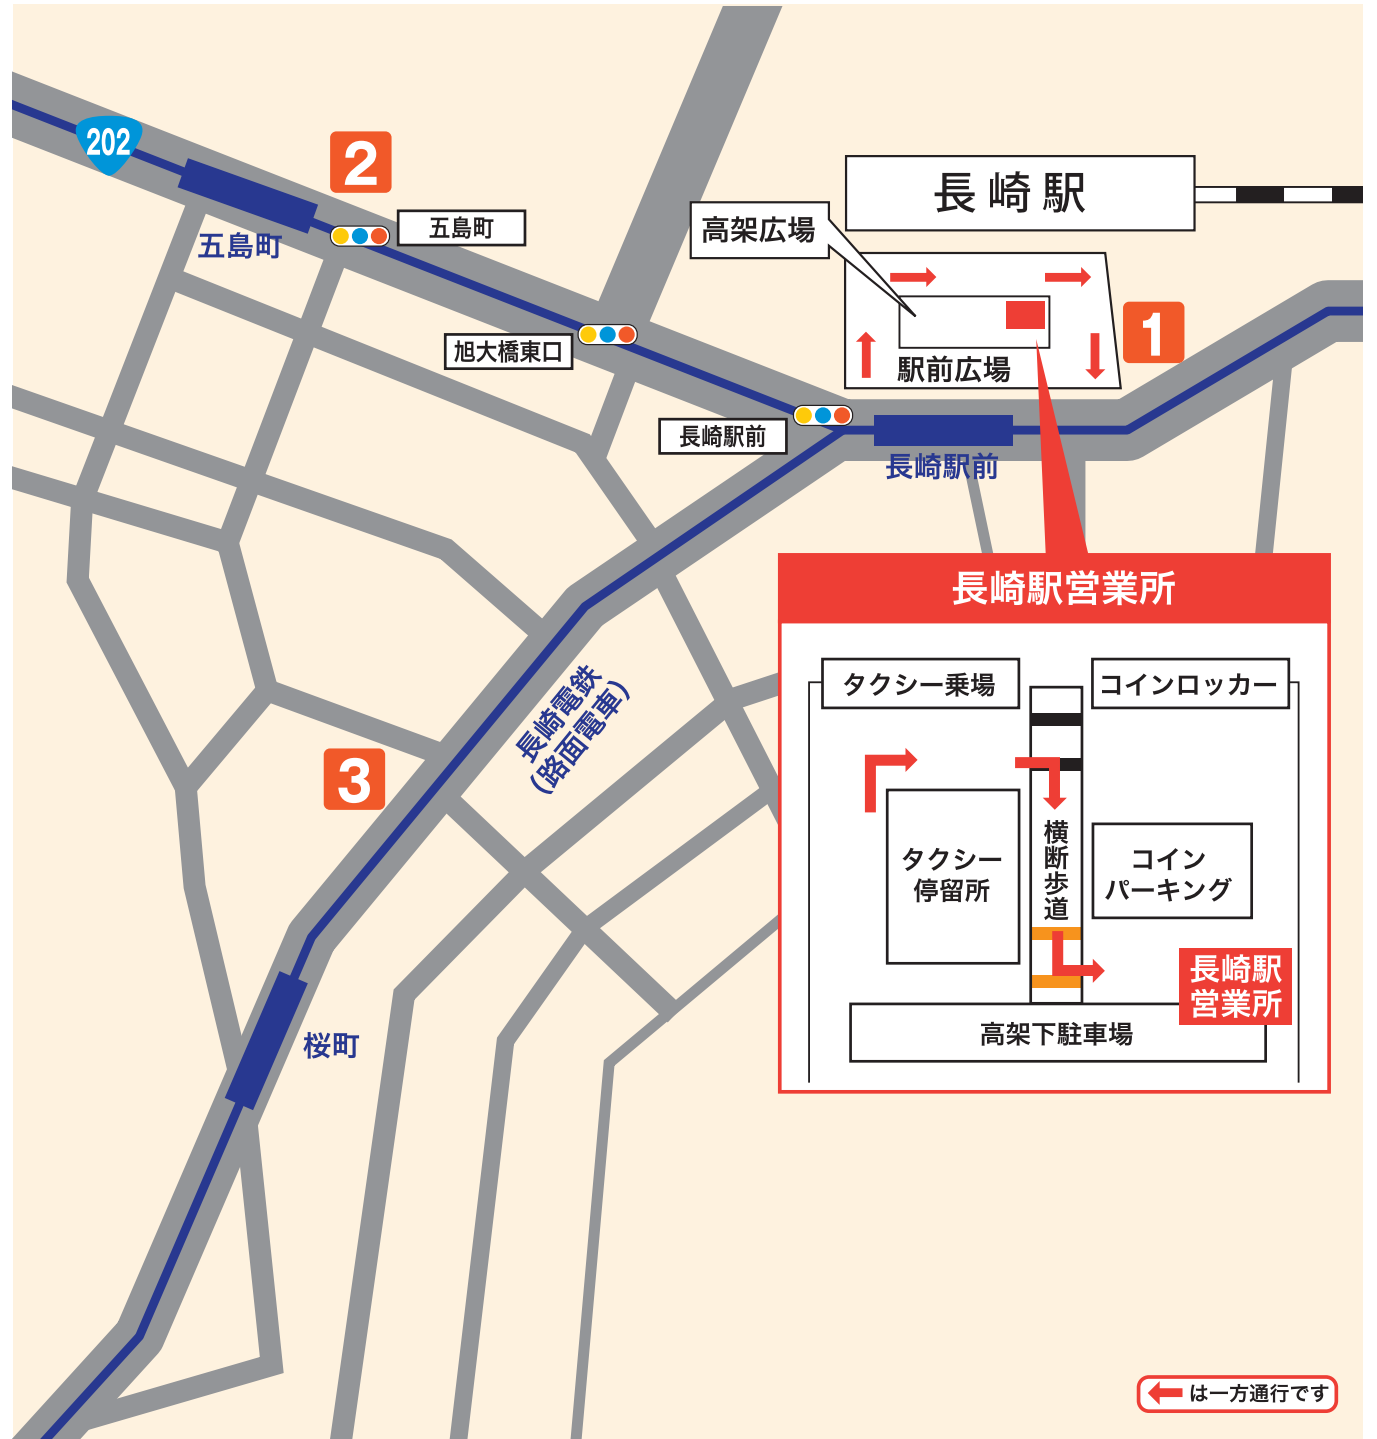 202
2
五島町
五島町
旭大橋東口
長崎駅前
長崎駅
高架広場
駅前広場
1
長崎駅前
長崎電鉄
(路面電車)
3
桜町
長崎駅営業所
タクシー乗場
コインロッカー
横断歩道
タクシー
停留所
コイン
パーキング
長崎駅
営業所
高架下駐車場
は一方通行です